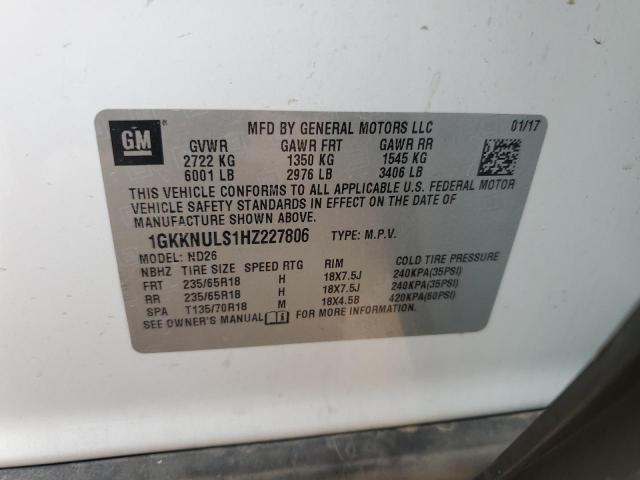 GM
MFD BY GENERAL MOTORS LLC 01/17
GVWR GAWR FRT GAWR RR
2722 KG 1350 KG 1545 KG
6001 LB 2976 LB 3406 LB
THIS VEHICLE CONFORMS TO ALL APPLICABLE U.S. FEDERAL MOTOR
VEHICLE SAFETY STANDARDS IN EFFECT ON THE DATE OF
MANUFACTURE SHOWN ABOVE.
1GKKNULS1HZ227806 TYPE: M.P.V.
MODEL: ND26
NBHZ TIRE SIZE SPEED RTG RIM COLD TIRE PRESSURE
FRT 235/65R18 H 18X7.5J 240KPA(35PSI)
RR 235/65R18 H 18X7.5J 240KPA(35PSI)
SPA T135/70R18 M 18X4.5B 420KPA(60PSI)
SEE OWNER'S MANUAL FOR MORE INFORMATION.